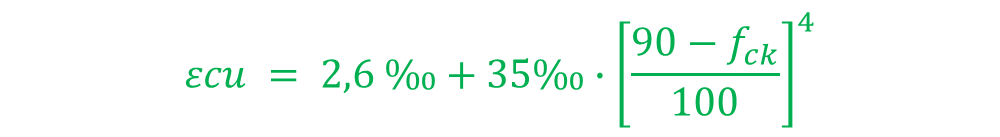 εcu = 2,6 ‰ + 35‰ · [(90 − f_ck)/100]^4